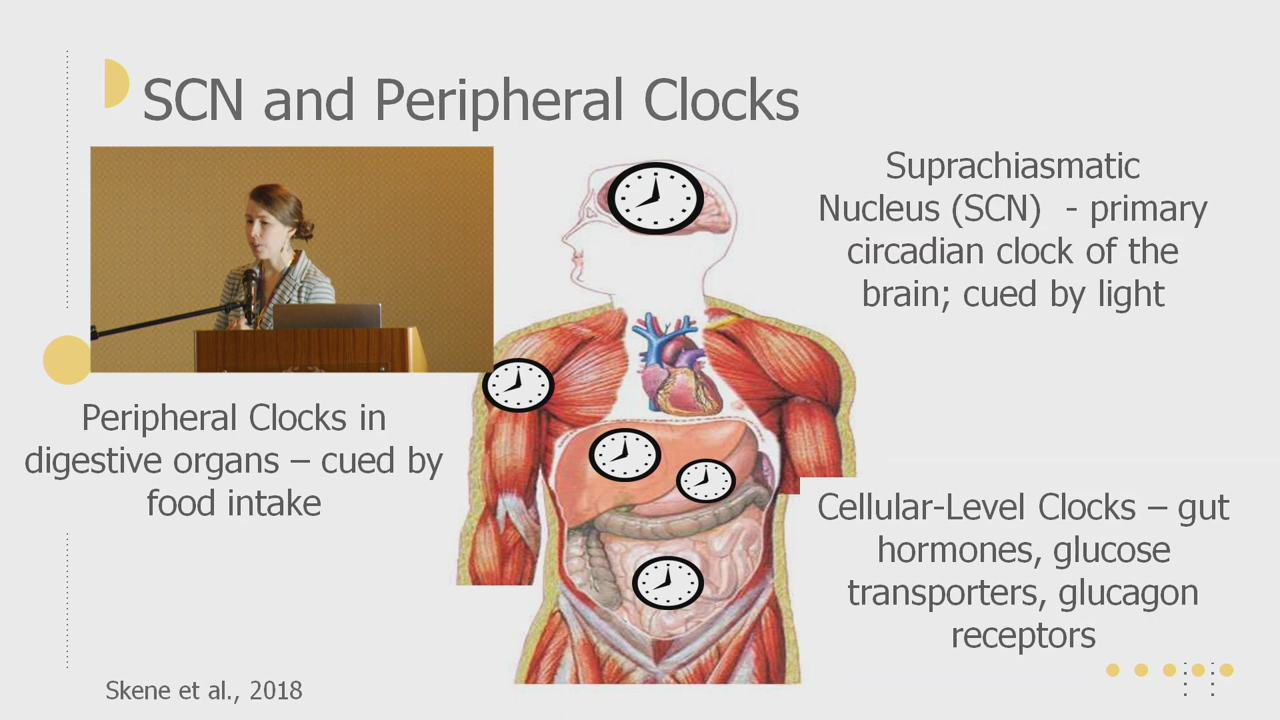 SCN and Peripheral Clocks
Suprachiasmatic
Nucleus (SCN)  - primary
circadian clock of the
brain; cued by light
Peripheral Clocks in
digestive organs – cued by
food intake
Cellular-Level Clocks – gut
hormones, glucose
transporters, glucagon
receptors
Skene et al., 2018